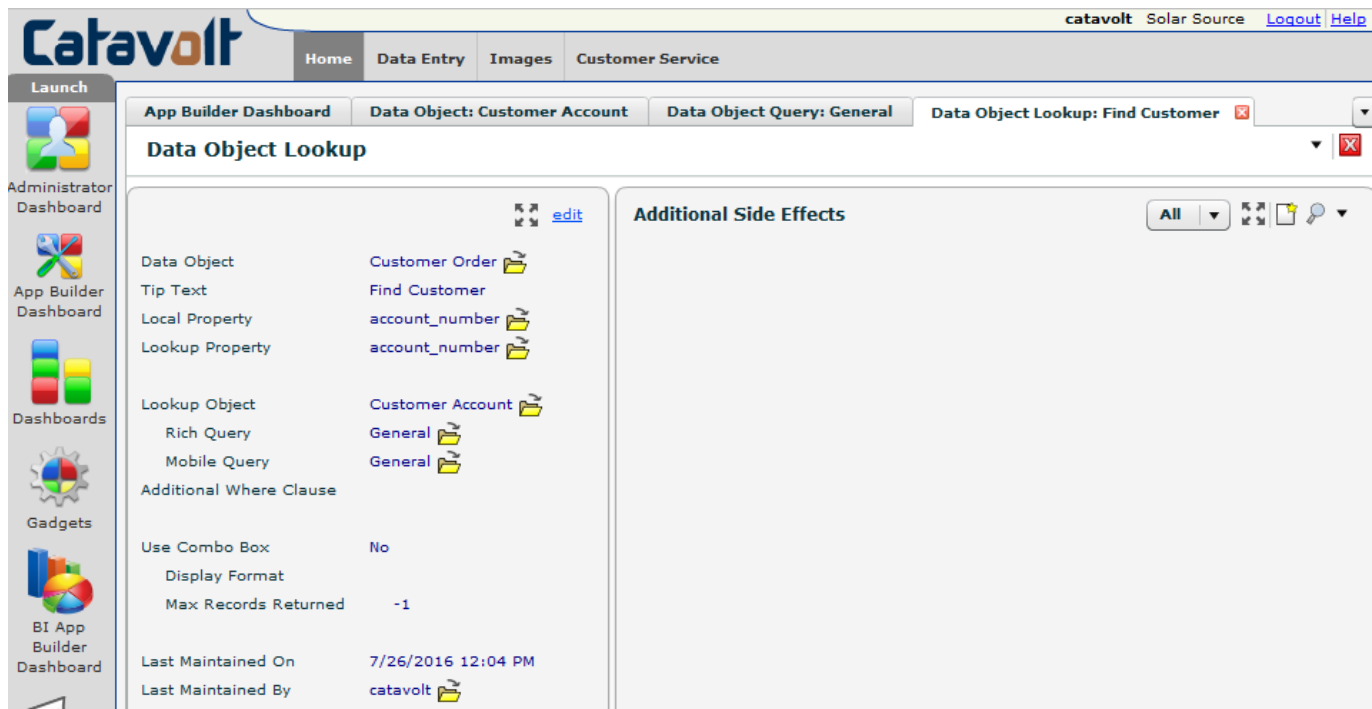 catavolt Solar Source Logout Help
Catavolt
Home Data Entry Images Customer Service
Launch
Administrator
Dashboard
App Builder
Dashboard
Dashboards
Gadgets
BI App
Builder
Dashboard
App Builder Dashboard Data Object: Customer Account Data Object Query: General Data Object Lookup: Find Customer
Data Object Lookup
edit
Data Object Customer Order
Tip Text Find Customer
Local Property account_number
Lookup Property account_number
Lookup Object Customer Account
Rich Query General
Mobile Query General
Additional Where Clause
Use Combo Box No
Display Format
Max Records Returned -1
Last Maintained On 7/26/2016 12:04 PM
Last Maintained By catavolt
Additional Side Effects All